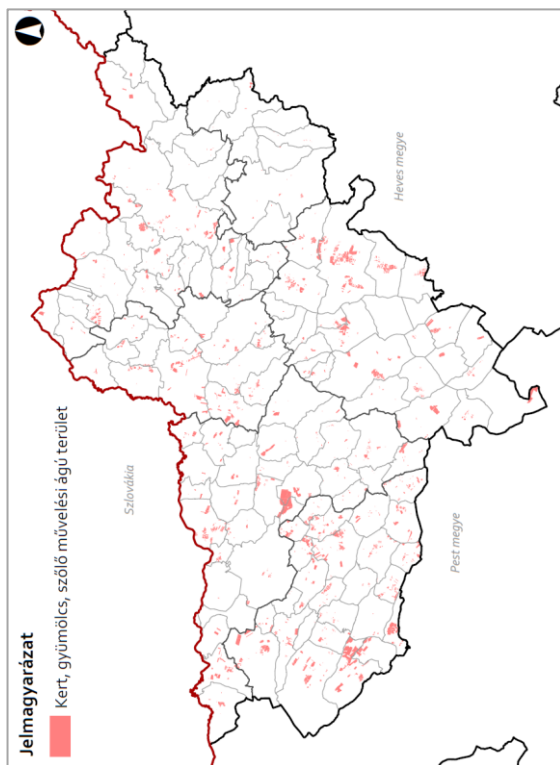 Jelmagyarázat
Kert, gyümölcs, szőlő művelési ágú terület
Szlovákia
Pest megye
Heves megye